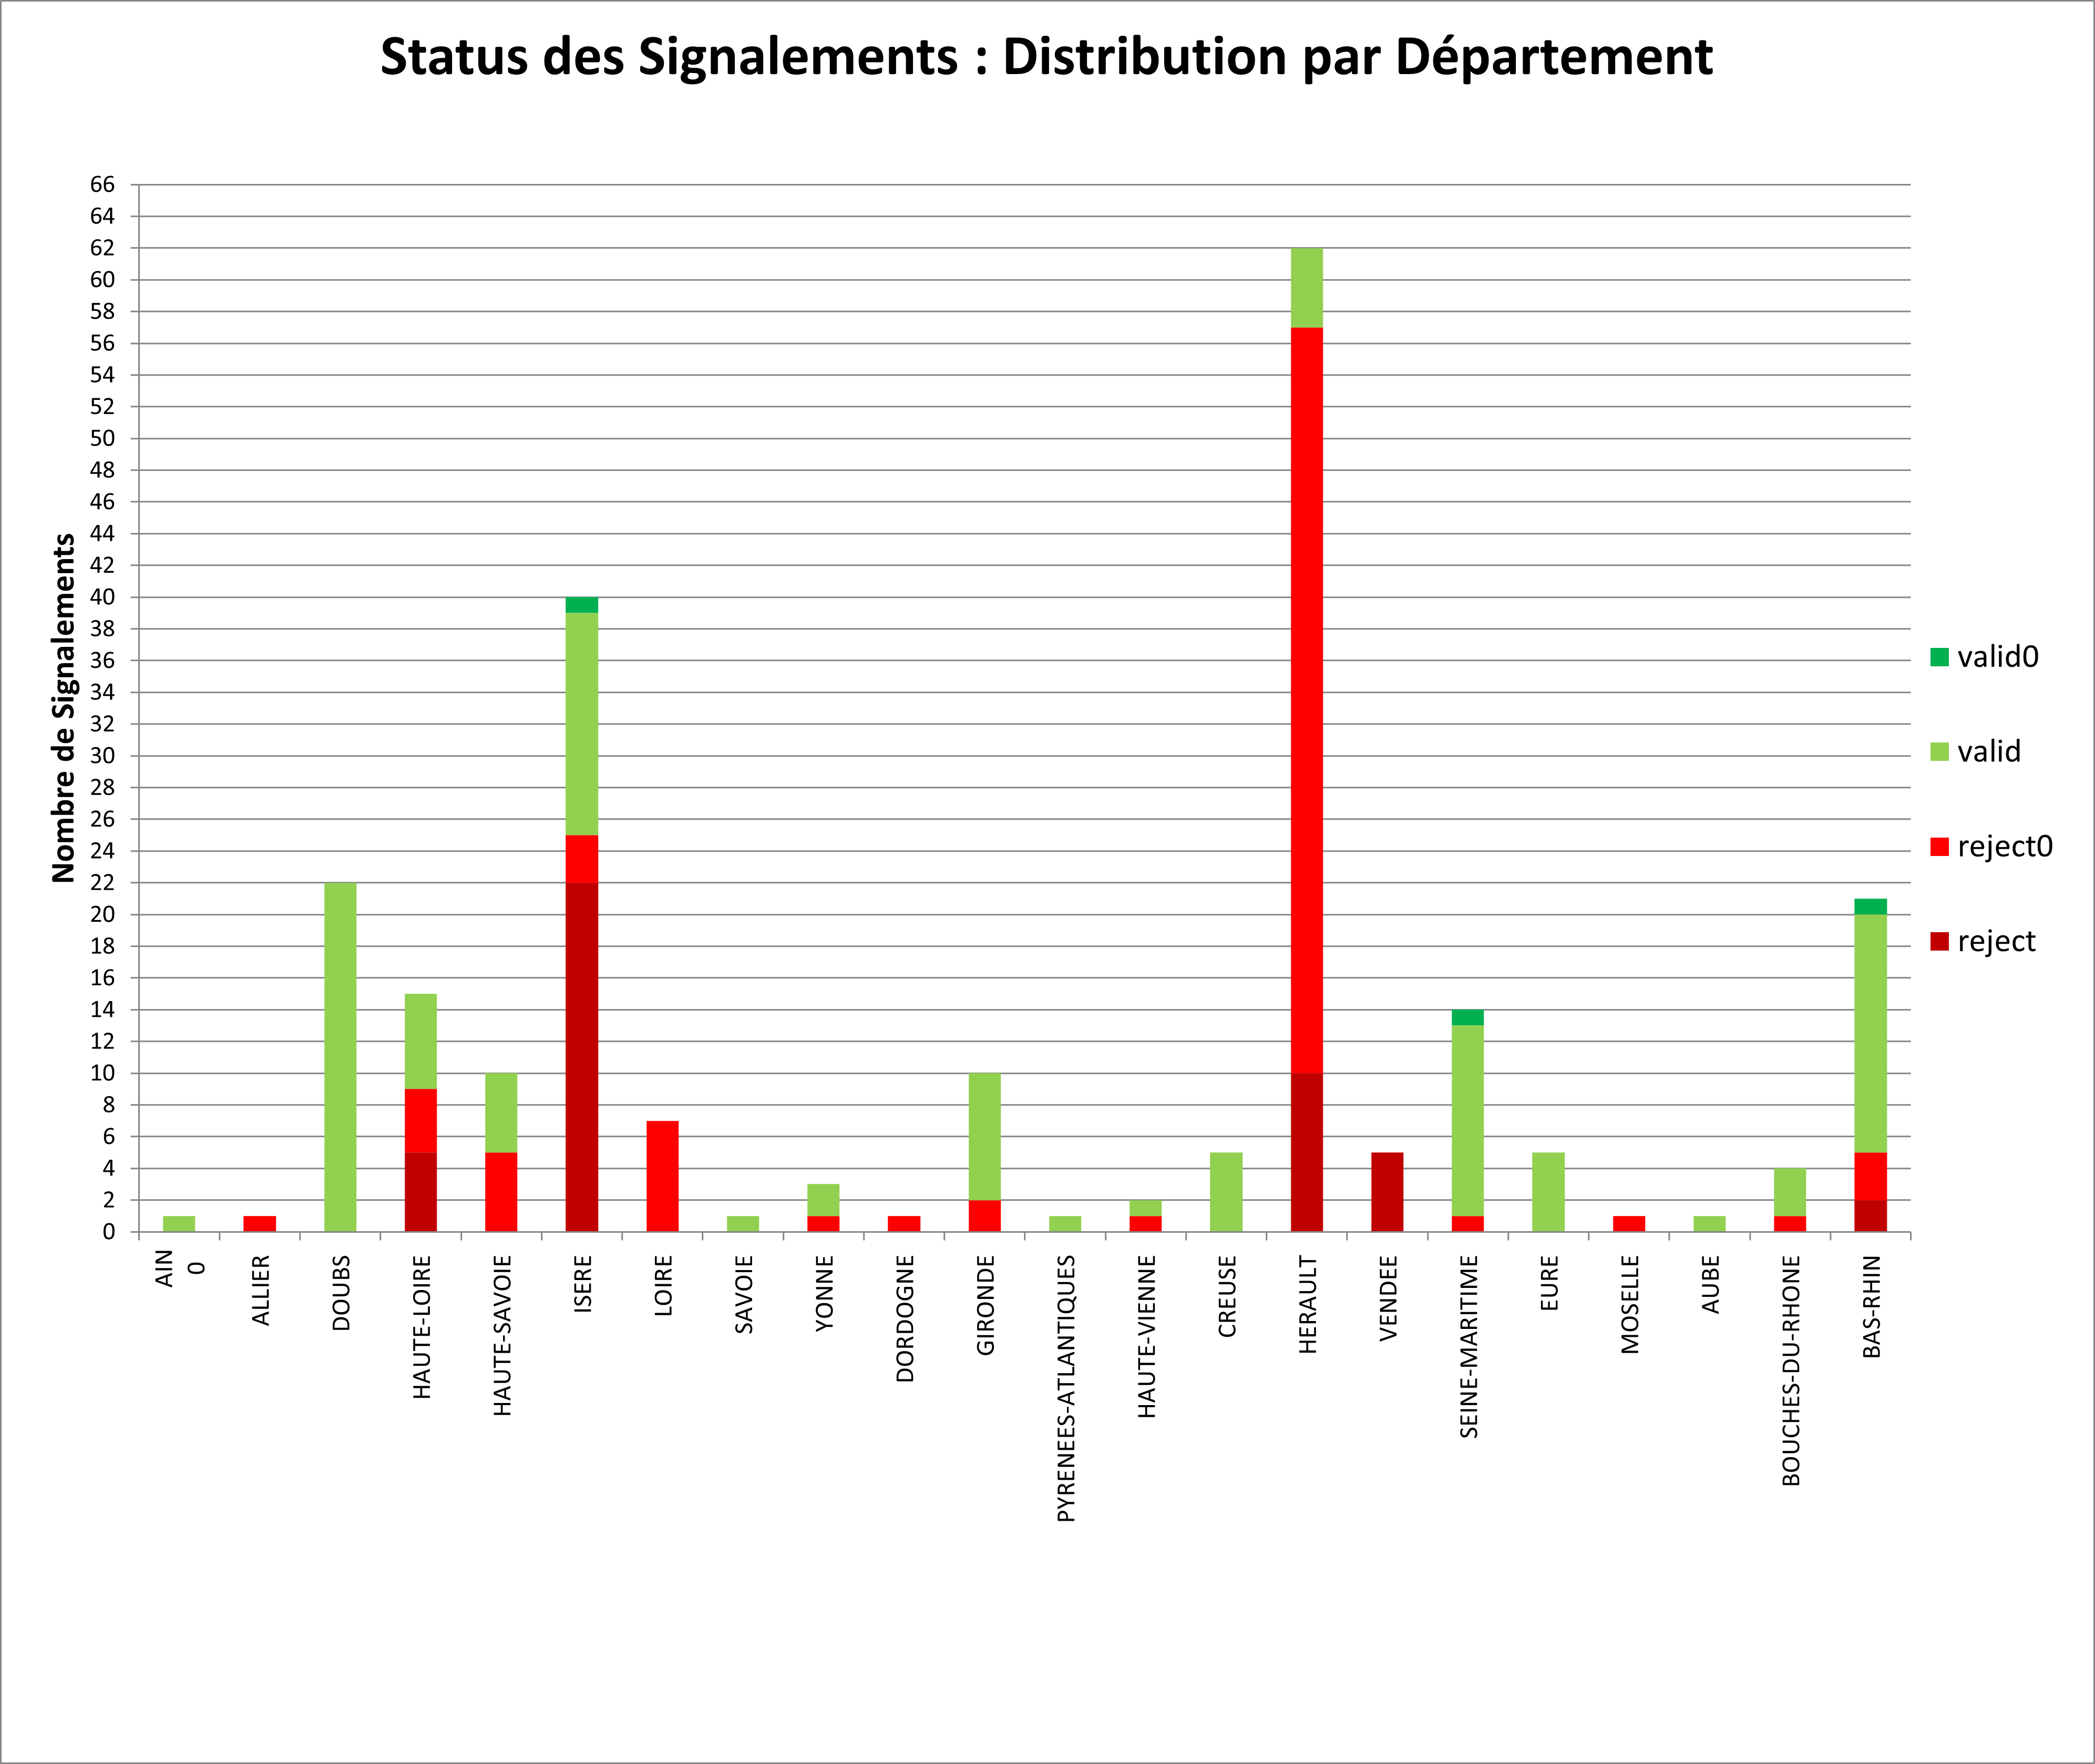 Status des Signalements : Distribution par Département
Nombre de Signalements
66
64
62
60
58
56
54
52
50
48
46
44
42
40
38
36
34
32
30
28
26
24
22
20
18
16
14
12
10
8
6
4
2
0
AIN
0
ALLIER
DOUBS
HAUTE-LOIRE
HAUTE-SAVOIE
ISERE
LOIRE
SAVOIE
YONNE
DORDOGNE
GIRONDE
PYRENEES-ATLANTIQUES
HAUTE-VIENNE
CREUSE
HERAULT
VENDEE
SEINE-MARITIME
EURE
MOSELLE
AUBE
BOUCHES-DU-RHONE
BAS-RHIN
valid0
valid
reject0
reject